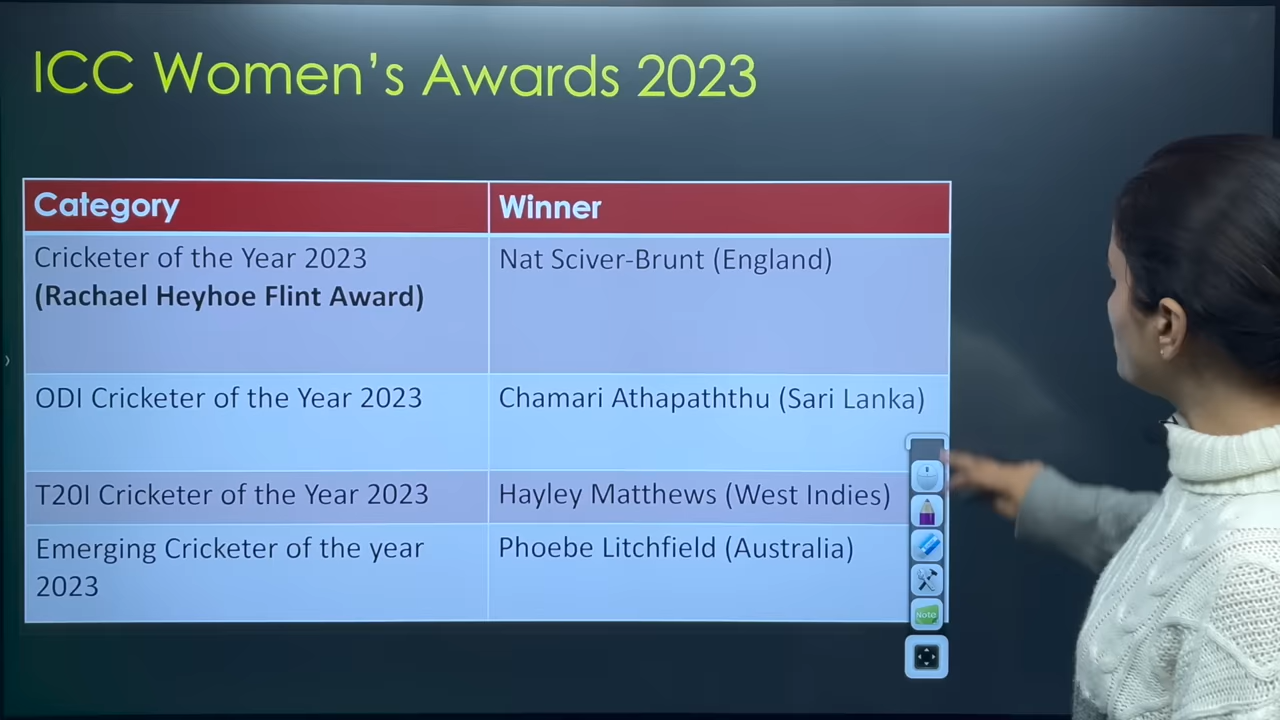 ICC Women's Awards 2023
Category
Winner
Cricketer of the Year 2023
(Rachael Heyhoe Flint Award)
Nat Sciver-Brunt (England)
ODI Cricketer of the Year 2023
Chamari Athapaththu (Sari Lanka)
T20I Cricketer of the Year 2023
Hayley Matthews (West Indies)
Emerging Cricketer of the year
2023
Phoebe Litchfield (Australia)
Note